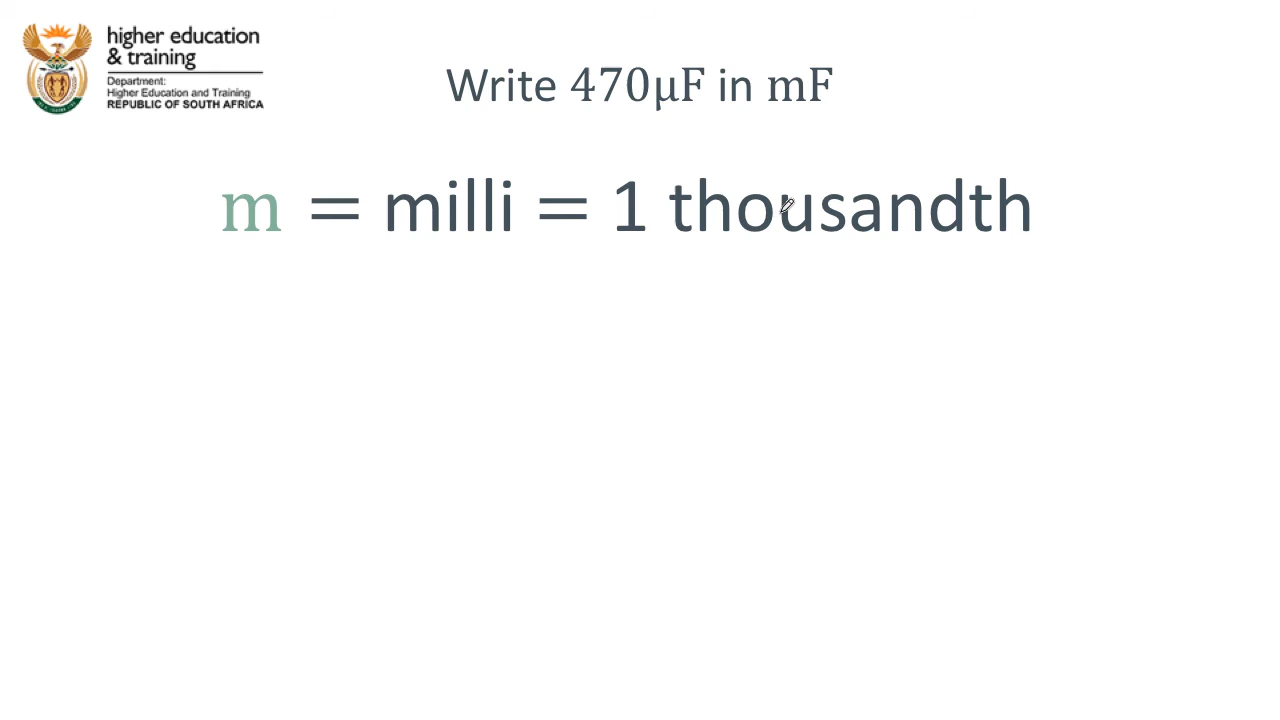 higher education
& training
Department:
Higher Education and Training
REPUBLIC OF SOUTH AFRICA
Write 470μF in mF
m = milli = 1 thousandth